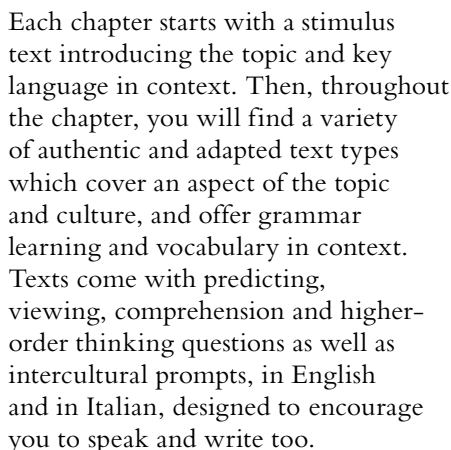 Each chapter starts with a stimulus
text introducing the topic and key
language in context. Then, throughout
the chapter, you will find a variety
of authentic and adapted text types
which cover an aspect of the topic
and culture, and offer grammar
learning and vocabulary in context.
Texts come with predicting,
viewing, comprehension and higher-
order thinking questions as well as
intercultural prompts, in English
and in Italian, designed to encourage
you to speak and write too.